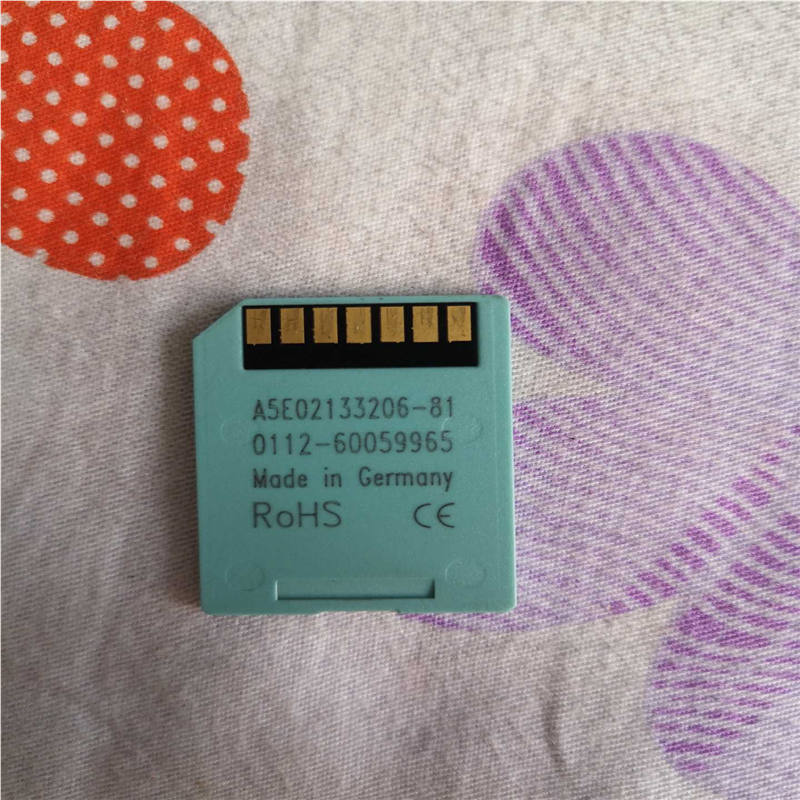 A5E02133206-81
0112-60059965
Made in Germany
RoHS CE